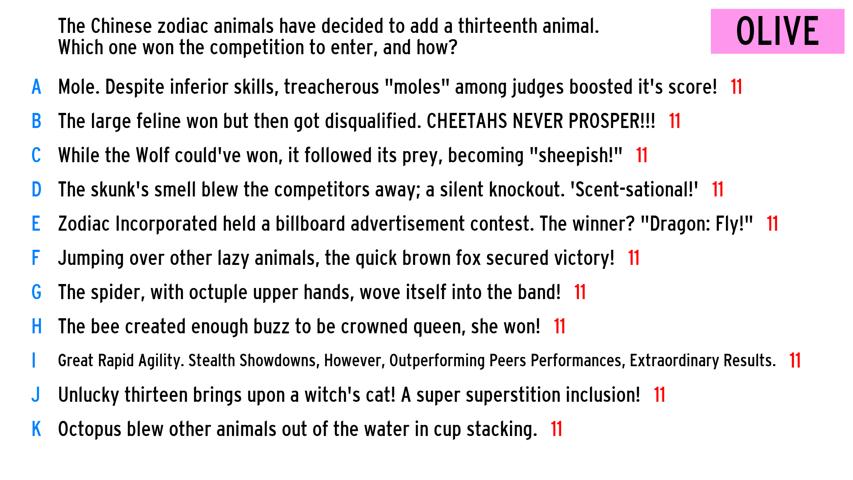 The Chinese zodiac animals have decided to add a thirteenth animal.
Which one won the competition to enter, and how?
OLIVE
A Mole. Despite inferior skills, treacherous "moles" among judges boosted it's score! 11
B The large feline won but then got disqualified. CHEETAHS NEVER PROSPER!!! 11
C While the Wolf could've won, it followed its prey, becoming "sheepish!" 11
D The skunk's smell blew the competitors away; a silent knockout. 'Scent-sational!' 11
E Zodiac Incorporated held a billboard advertisement contest. The winner? "Dragon: Fly!" 11
F Jumping over other lazy animals, the quick brown fox secured victory! 11
G The spider, with octuple upper hands, wove itself into the band! 11
H The bee created enough buzz to be crowned queen, she won! 11
I Great Rapid Agility. Stealth Showdowns, However, Outperforming Peers Performances, Extraordinary Results. 11
J Unlucky thirteen brings upon a witch's cat! A super superstition inclusion! 11
K Octopus blew other animals out of the water in cup stacking. 11